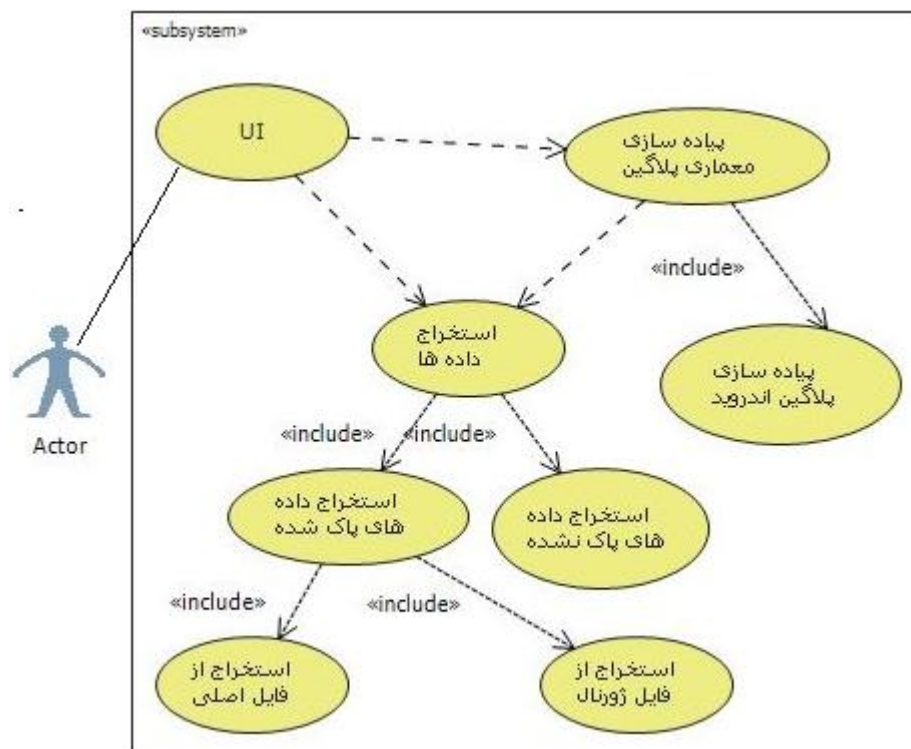 «subsystem»
UI
پیاده سازی
معماری پلاگین
«include»
استخراج
داده ها
پیاده سازی
پلاگین اندروید
Actor
«include»
«include»
استخراج داده
های پاک شده
استخراج داده
های پاک نشده
«include»
«include»
استخراج از
فایل اصلی
استخراج از
فایل ژورنال